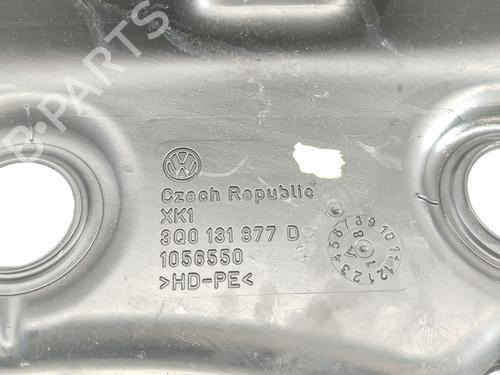 B-PARTS
Czech Republic
XK1
3Q0 131 877 D
1056550
>HD-PE<